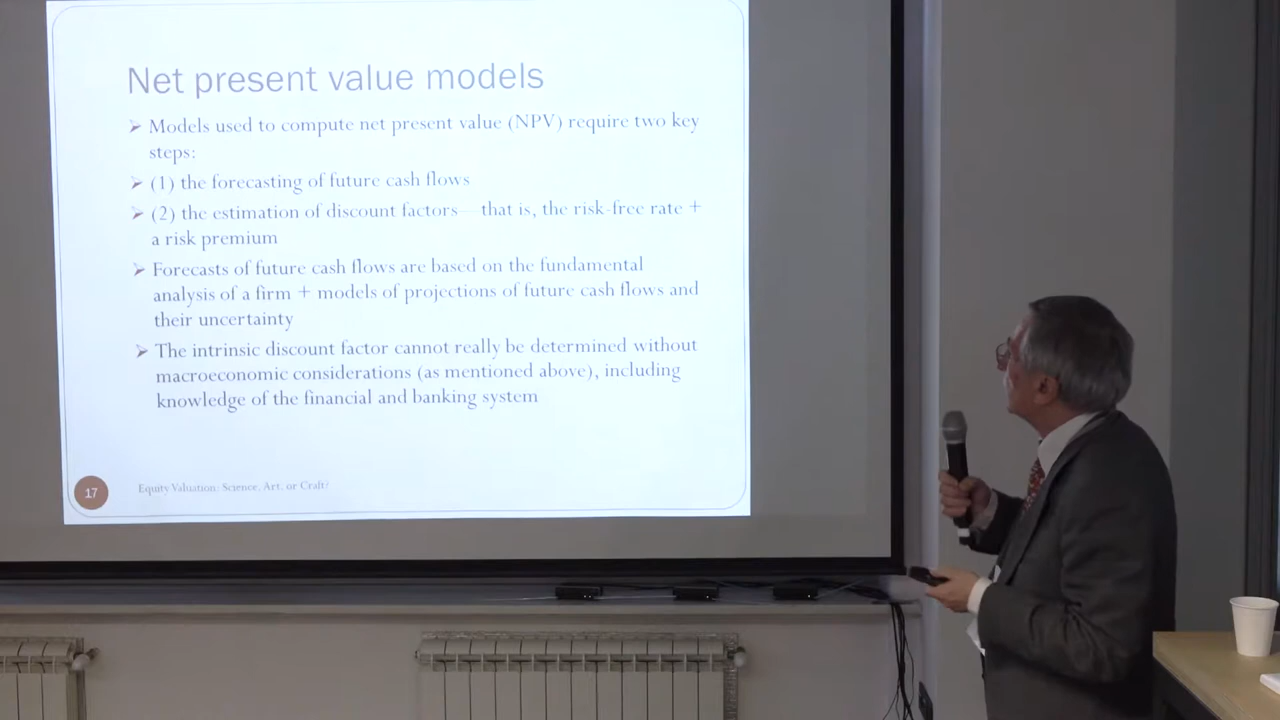 Net present value models
➢ Models used to compute net present value (NPV) require two key
steps:
➢ (1) the forecasting of future cash flows
➢ (2) the estimation of discount factors—that is, the risk-free rate +
a risk premium
➢ Forecasts of future cash flows are based on the fundamental
analysis of a firm + models of projections of future cash flows and
their uncertainty
➢ The intrinsic discount factor cannot really be determined without
macroeconomic considerations (as mentioned above), including
knowledge of the financial and banking system
17
Equity Valuation: Science, Art, or Craft?